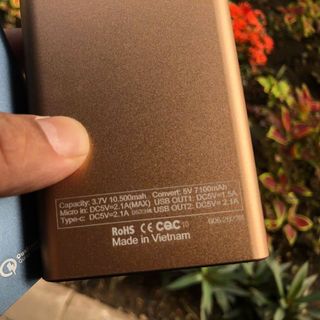 Capacity: 3.7V 10.500mAh Convert: 5V 7100mAh
Micro in: DC5V=2.1A(MAX) USB OUT1: DC5V=1.5A
Type-c: DC5V=2.1A USB OUT2: DC5V=2.1A
RoHS CE
Made in Vietnam